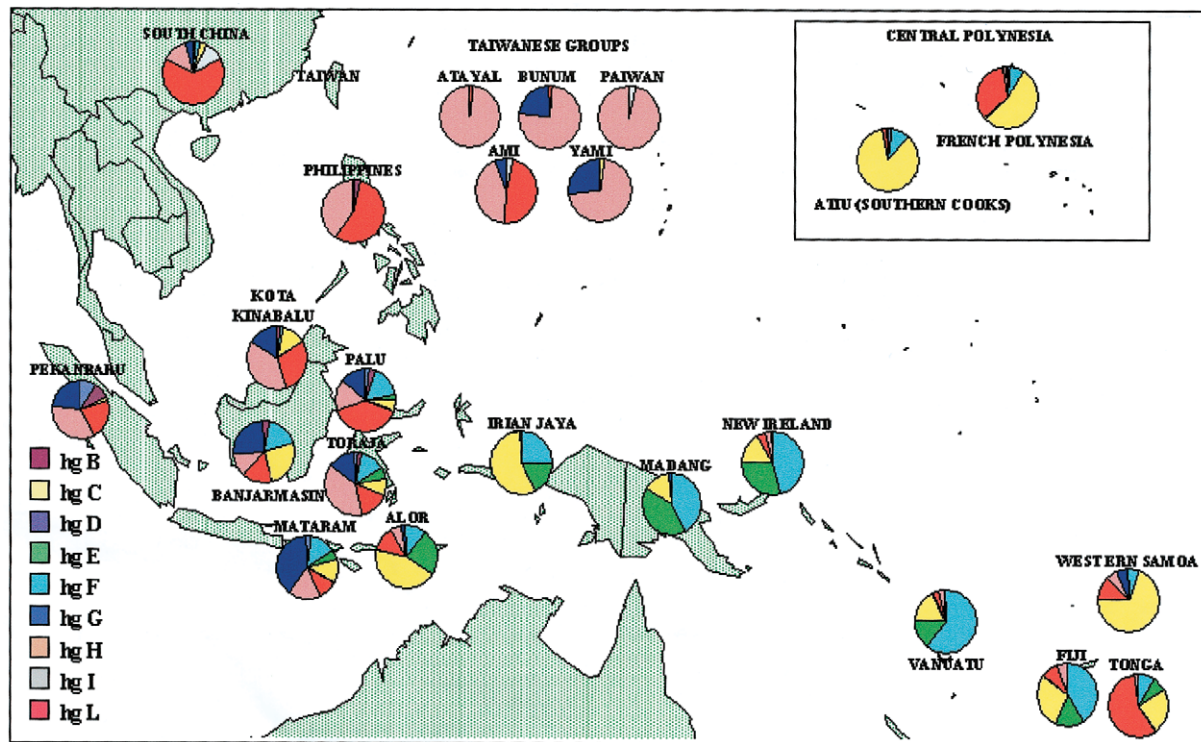 SOUTH CHINA
TAIWAN
TAIWANESE GROUPS
ATAYAL
BUNUM
PAIWAN
AMI
YAMI
CENTRAL POLYNESIA
FRENCH POLYNESIA
ATIU (SOUTHERN COOKS)
PHILIPPINES
KOTA
KINABALU
PEKANBARU
PALU
BANJARMASIN
TORAJA
MATARAM
ALOR
IRIAN JAYA
MADANG
NEW IRELAND
VANUATU
WESTERN SAMOA
FIJI
TONGA
hg B
hg C
hg D
hg E
hg F
hg G
hg H
hg I
hg L